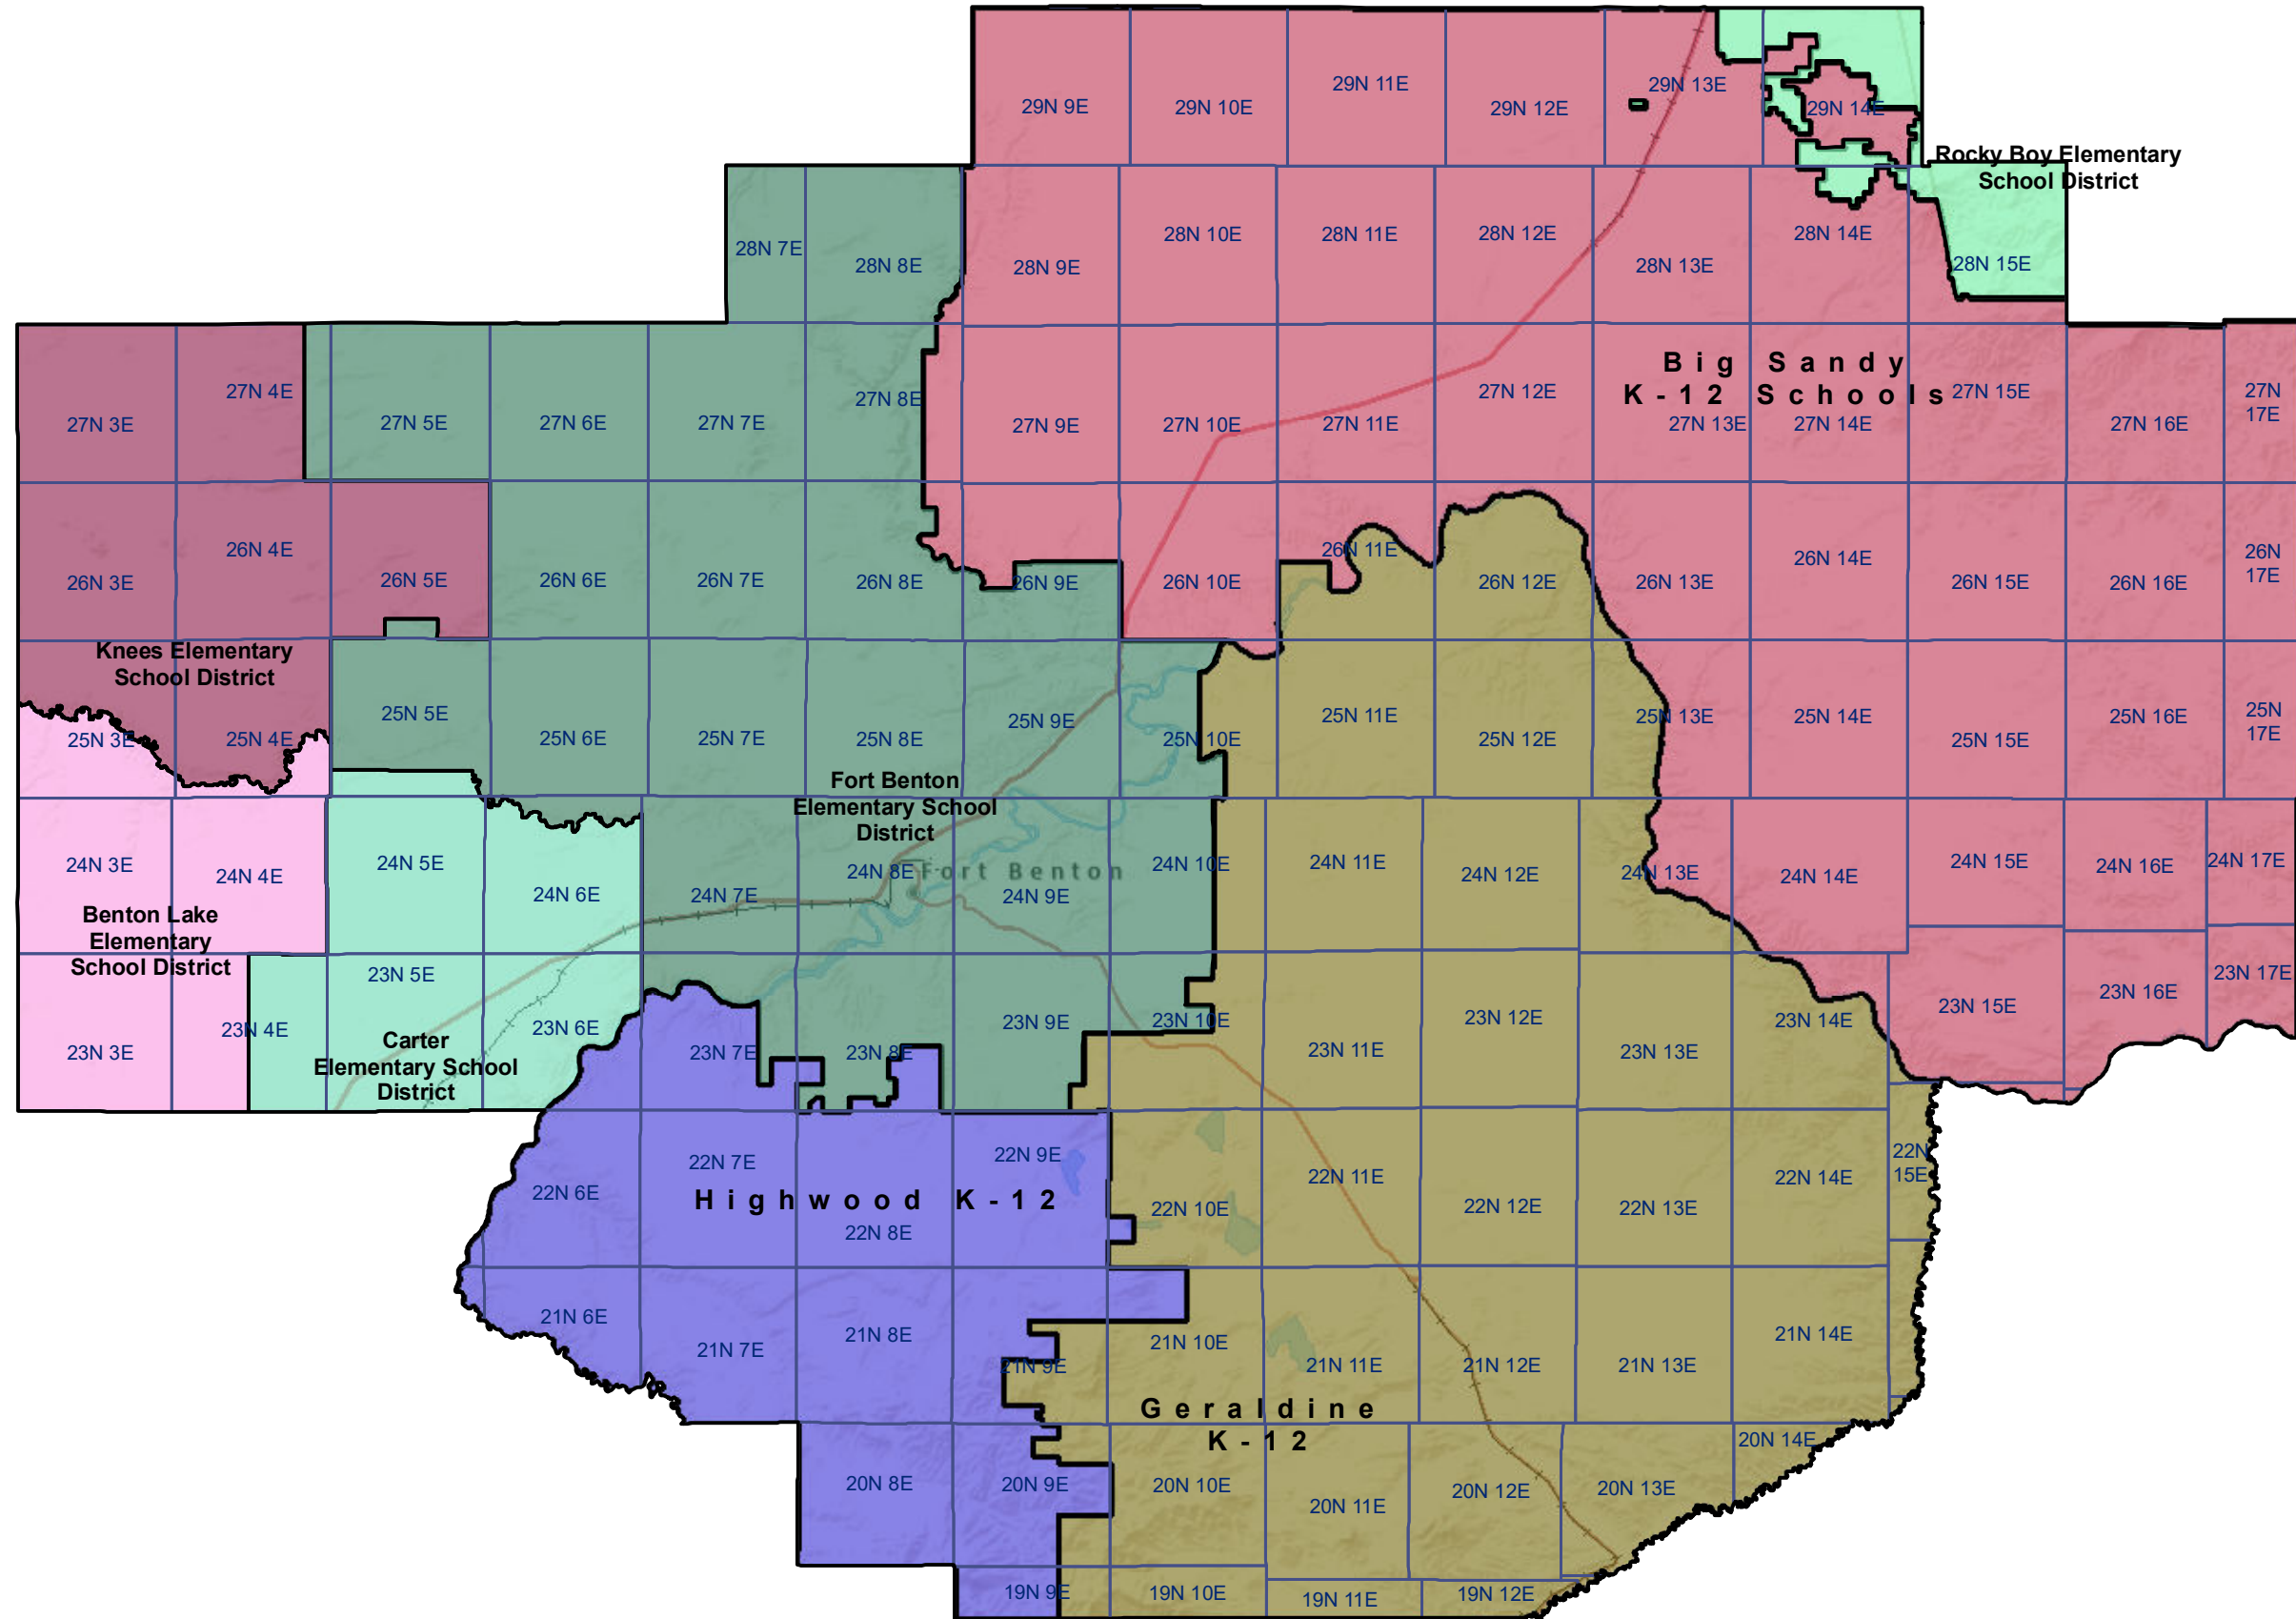 29N 9E
29N 10E
29N 11E
29N 12E
29N 13E
29N 14E
Rocky Boy Elementary
School District
28N 7E
28N 8E
28N 9E
28N 10E
28N 11E
28N 12E
28N 13E
28N 14E
28N 15E
Big Sandy
K-12 Schools
27N 3E
27N 4E
27N 5E
27N 6E
27N 7E
27N 8E
27N 9E
27N 10E
27N 11E
27N 12E
27N 13E
27N 14E
27N 15E
27N 16E
27N
17E
26N 3E
26N 4E
26N 5E
26N 6E
26N 7E
26N 8E
26N 9E
26N 10E
26N 11E
26N 12E
26N 13E
26N 14E
26N 15E
26N 16E
26N
17E
Knees Elementary
School District
25N 3E
25N 4E
25N 5E
25N 6E
25N 7E
25N 8E
25N 9E
25N 10E
25N 11E
25N 12E
25N 13E
25N 14E
25N 15E
25N 16E
25N
17E
Fort Benton
Elementary School
District
24N 3E
24N 4E
24N 5E
24N 6E
24N 7E
24N 8E
Fort Benton
24N 9E
24N 10E
24N 11E
24N 12E
24N 13E
24N 14E
24N 15E
24N 16E
24N 17E
Benton Lake
Elementary
School District
23N 3E
23N 4E
23N 5E
23N 6E
23N 7E
23N 8E
23N 9E
23N 10E
23N 11E
23N 12E
23N 13E
23N 14E
23N 15E
23N 16E
23N 17E
Carter
Elementary School
District
22N 6E
22N 7E
22N 8E
22N 9E
22N 10E
22N 11E
22N 12E
22N 13E
22N 14E
22N
15E
Highwood K-12
21N 6E
21N 7E
21N 8E
21N 9E
21N 10E
21N 11E
21N 12E
21N 13E
21N 14E
Geraldine
K-12
20N 8E
20N 9E
20N 10E
20N 11E
20N 12E
20N 13E
20N 14E
19N 9E
19N 10E
19N 11E
19N 12E